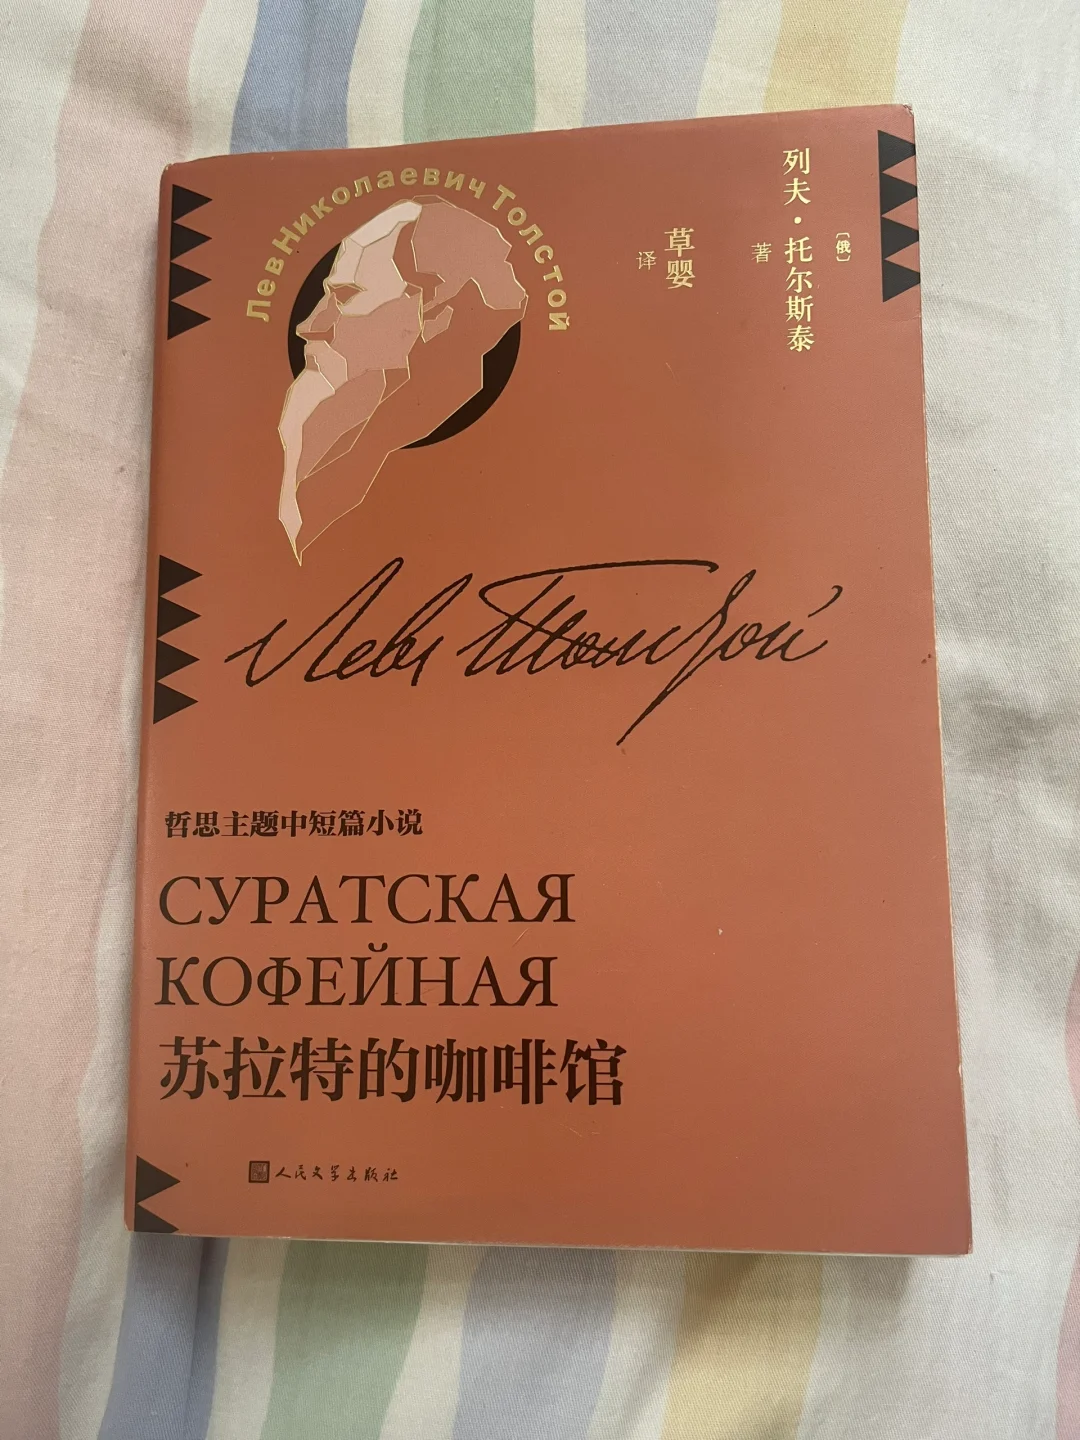 Лев Николаевич Толстой
[俄]
列夫·托尔斯泰
著
草婴
译
Левъ Толстой
哲思主题中短篇小说
СУРАТСКАЯ
КОФЕЙНАЯ
苏拉特的咖啡馆
人民文学出版社